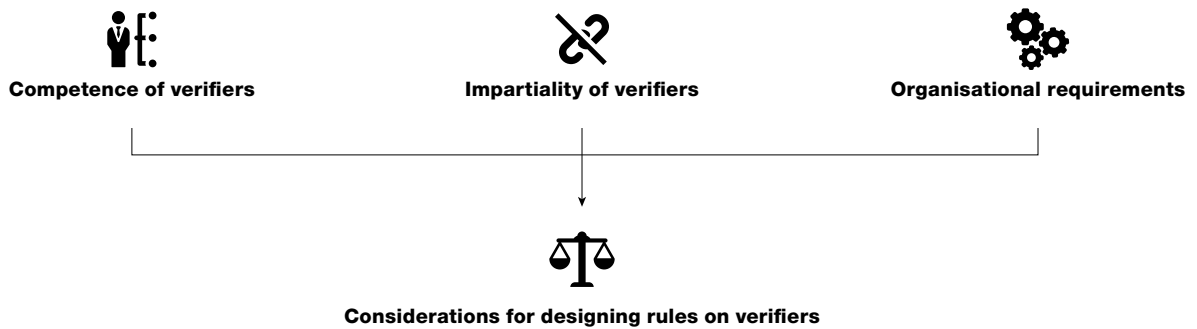 Competence of verifiers
Impartiality of verifiers
Organisational requirements
Considerations for designing rules on verifiers